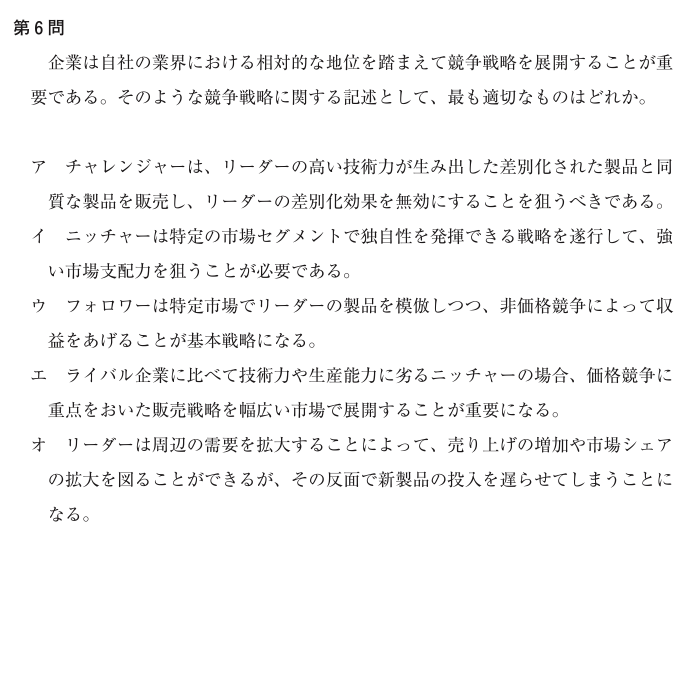 第6問
企業は自社の業界における相対的な地位を踏まえて競争戦略を展開することが重
要である。そのような競争戦略に関する記述として、最も適切なものはどれか。
ア　チャレンジャーは、リーダーの高い技術力が生み出した差別化された製品と同
質な製品を販売し、リーダーの差別化効果を無効にすることを狙うべきである。
イ　ニッチャーは特定の市場セグメントで独自性を発揮できる戦略を遂行して、強
い市場支配力を狙うことが必要である。
ウ　フォロワーは特定市場でリーダーの製品を模倣しつつ、非価格競争によって収
益をあげることが基本戦略になる。
エ　ライバル企業に比べて技術力や生産能力に劣るニッチャーの場合、価格競争に
重点をおいた販売戦略を幅広い市場で展開することが重要になる。
オ　リーダーは周辺の需要を拡大することによって、売り上げの増加や市場シェア
の拡大を図ることができるが、その反面で新製品の投入を遅らせてしまうことに
なる。